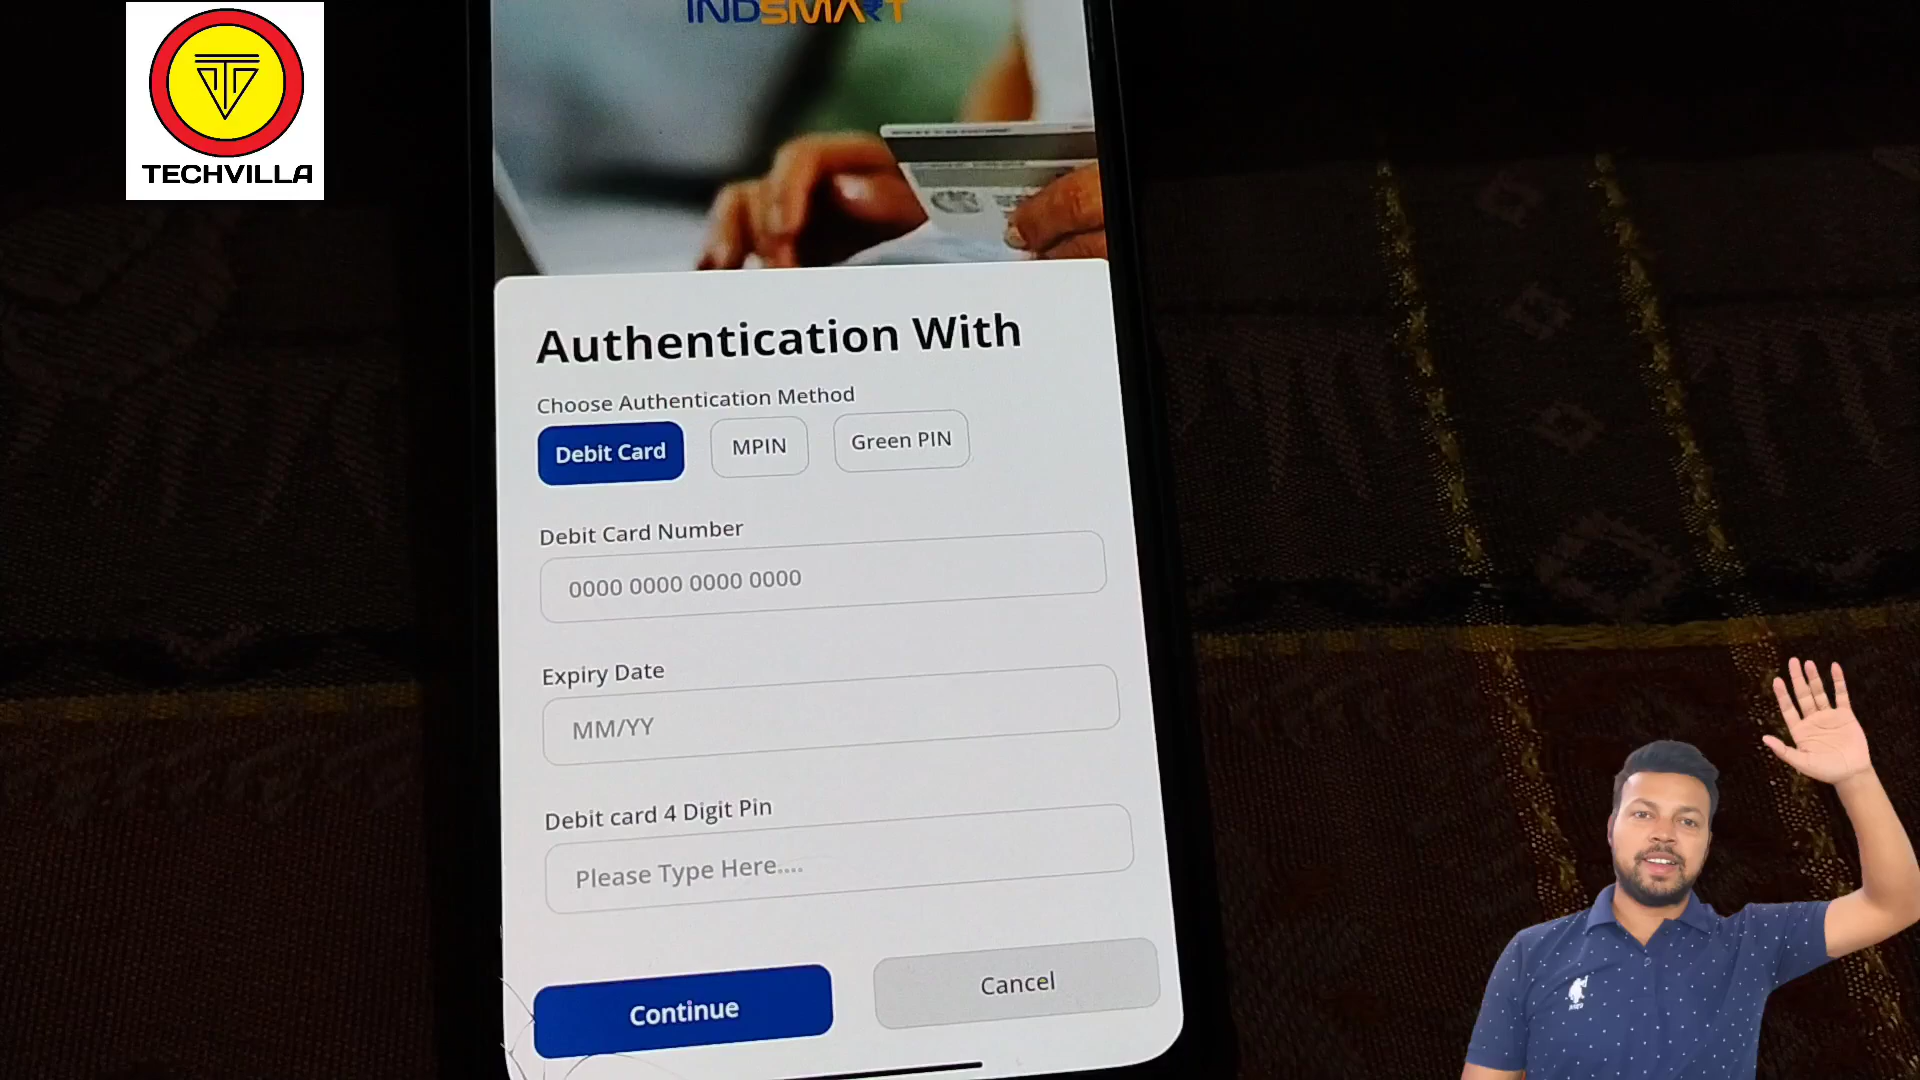 INDSMART
TECHVILLA
Authentication With
Choose Authentication Method
Debit Card
MPIN
Green PIN
Debit Card Number
0000 0000 0000 0000
Expiry Date
MM/YY
Debit card 4 Digit Pin
Please Type Here....
Continue
Cancel